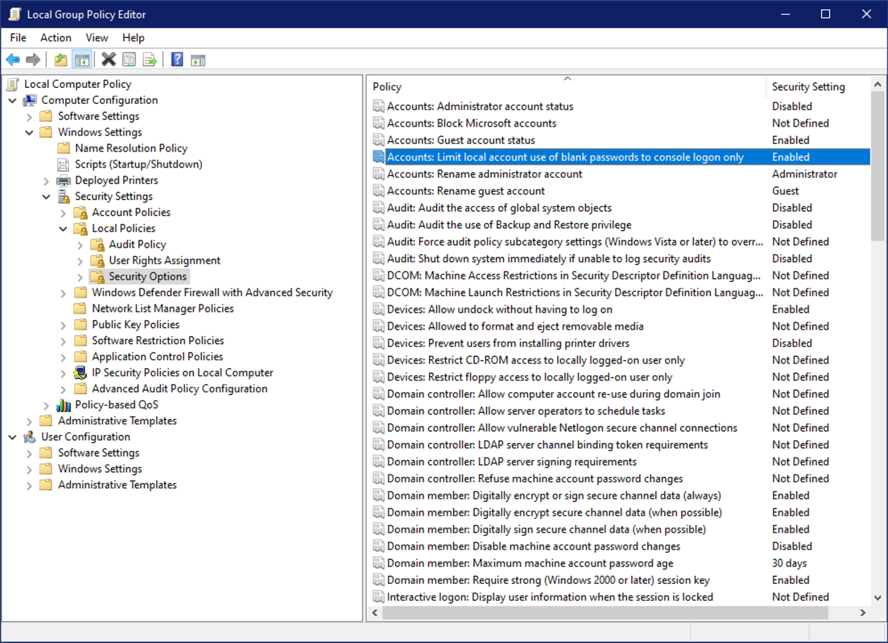 Local Group Policy Editor
File Action View Help
Local Computer Policy
Computer Configuration
Software Settings
Windows Settings
Name Resolution Policy
Scripts (Startup/Shutdown)
Deployed Printers
Security Settings
Account Policies
Local Policies
Audit Policy
User Rights Assignment
Security Options
Windows Defender Firewall with Advanced Security
Network List Manager Policies
Public Key Policies
Software Restriction Policies
Application Control Policies
IP Security Policies on Local Computer
Advanced Audit Policy Configuration
Policy-based QoS
Administrative Templates
User Configuration
Software Settings
Windows Settings
Administrative Templates
Policy Security Setting
Accounts: Administrator account status Disabled
Accounts: Block Microsoft accounts Not Defined
Accounts: Guest account status Enabled
Accounts: Limit local account use of blank passwords to console logon only Enabled
Accounts: Rename administrator account Administrator
Accounts: Rename guest account Guest
Audit: Audit the access of global system objects Disabled
Audit: Audit the use of Backup and Restore privilege Disabled
Audit: Force audit policy subcategory settings (Windows Vista or later) to overr... Not Defined
Audit: Shut down system immediately if unable to log security audits Disabled
DCOM: Machine Access Restrictions in Security Descriptor Definition Languag... Not Defined
DCOM: Machine Launch Restrictions in Security Descriptor Definition Languag... Not Defined
Devices: Allow undock without having to log on Enabled
Devices: Allowed to format and eject removable media Not Defined
Devices: Prevent users from installing printer drivers Disabled
Devices: Restrict CD-ROM access to locally logged-on user only Not Defined
Devices: Restrict floppy access to locally logged-on user only Not Defined
Domain controller: Allow computer account re-use during domain join Not Defined
Domain controller: Allow server operators to schedule tasks Not Defined
Domain controller: Allow vulnerable Netlogon secure channel connections Not Defined
Domain controller: LDAP server channel binding token requirements Not Defined
Domain controller: LDAP server signing requirements Not Defined
Domain controller: Refuse machine account password changes Not Defined
Domain member: Digitally encrypt or sign secure channel data (always) Enabled
Domain member: Digitally encrypt secure channel data (when possible) Enabled
Domain member: Digitally sign secure channel data (when possible) Enabled
Domain member: Disable machine account password changes Disabled
Domain member: Maximum machine account password age 30 days
Domain member: Require strong (Windows 2000 or later) session key Enabled
Interactive logon: Display user information when the session is locked Not Defined